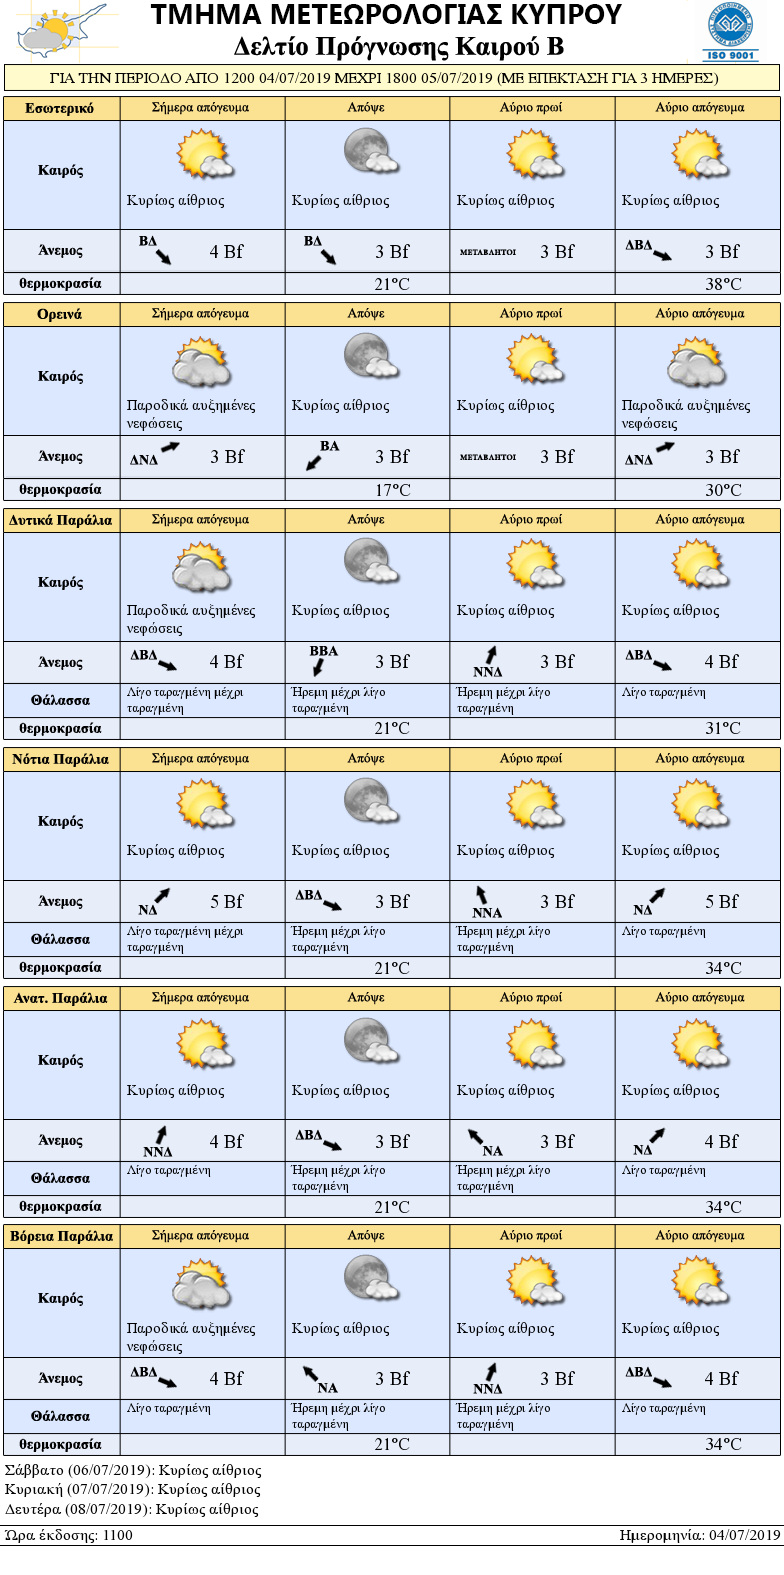 ΤΜΗΜΑ ΜΕΤΕΩΡΟΛΟΓΙΑΣ ΚΥΠΡΟΥ
Δελτίο Πρόγνωσης Καιρού Β
ISO 9001
ΓΙΑ ΤΗΝ ΠΕΡΙΟΔΟ ΑΠΟ 1200 04/07/2019 ΜΕΧΡΙ 1800 05/07/2019 (ΜΕ ΕΠΕΚΤΑΣΗ ΓΙΑ 3 ΗΜΕΡΕΣ)
Εσωτερικό Σήμερα απόγευμα Απόψε Αύριο πρωί Αύριο απόγευμα
Καιρός
Κυρίως αίθριος Κυρίως αίθριος Κυρίως αίθριος Κυρίως αίθριος
Άνεμος ΒΔ 4 Bf ΒΔ 3 Bf ΜΕΤΑΒΛΗΤΟΙ 3 Bf ΔΒΔ 3 Bf
θερμοκρασία 21°C 38°C
Ορεινά Σήμερα απόγευμα Απόψε Αύριο πρωί Αύριο απόγευμα
Καιρός
Παροδικά αυξημένες Κυρίως αίθριος Κυρίως αίθριος Παροδικά αυξημένες
νεφώσεις νεφώσεις
Άνεμος ΔΝΔ 3 Bf ΒΑ 3 Bf ΜΕΤΑΒΛΗΤΟΙ 3 Bf ΔΝΔ 3 Bf
θερμοκρασία 17°C 30°C
Δυτικά Παράλια Σήμερα απόγευμα Απόψε Αύριο πρωί Αύριο απόγευμα
Καιρός
Παροδικά αυξημένες Κυρίως αίθριος Κυρίως αίθριος Κυρίως αίθριος
νεφώσεις
Άνεμος ΔΒΔ 4 Bf ΒΒΑ 3 Bf ΝΝΔ 3 Bf ΔΒΔ 4 Bf
Θάλασσα Λίγο ταραγμένη μέχρι Ήρεμη μέχρι λίγο Ήρεμη μέχρι λίγο Λίγο ταραγμένη
ταραγμένη ταραγμένη ταραγμένη
θερμοκρασία 21°C 31°C
Νότια Παράλια Σήμερα απόγευμα Απόψε Αύριο πρωί Αύριο απόγευμα
Καιρός
Κυρίως αίθριος Κυρίως αίθριος Κυρίως αίθριος Κυρίως αίθριος
Άνεμος ΝΔ 5 Bf ΔΒΔ 3 Bf ΝΝΑ 3 Bf ΝΔ 5 Bf
Θάλασσα Λίγο ταραγμένη μέχρι Ήρεμη μέχρι λίγο Ήρεμη μέχρι λίγο Λίγο ταραγμένη
ταραγμένη ταραγμένη ταραγμένη
θερμοκρασία 21°C 34°C
Ανατ. Παράλια Σήμερα απόγευμα Απόψε Αύριο πρωί Αύριο απόγευμα
Καιρός
Κυρίως αίθριος Κυρίως αίθριος Κυρίως αίθριος Κυρίως αίθριος
Άνεμος ΝΝΔ 4 Bf ΔΒΔ 3 Bf ΝΑ 3 Bf ΝΔ 4 Bf
Θάλασσα Λίγο ταραγμένη Ήρεμη μέχρι λίγο Ήρεμη μέχρι λίγο Λίγο ταραγμένη
ταραγμένη ταραγμένη
θερμοκρασία 21°C 34°C
Βόρεια Παράλια Σήμερα απόγευμα Απόψε Αύριο πρωί Αύριο απόγευμα
Καιρός
Παροδικά αυξημένες Κυρίως αίθριος Κυρίως αίθριος Κυρίως αίθριος
νεφώσεις
Άνεμος ΔΒΔ 4 Bf ΝΑ 3 Bf ΝΝΔ 3 Bf ΔΒΔ 4 Bf
Θάλασσα Λίγο ταραγμένη Ήρεμη μέχρι λίγο Ήρεμη μέχρι λίγο Λίγο ταραγμένη
ταραγμένη ταραγμένη
θερμοκρασία 21°C 34°C
Σάββατο (06/07/2019): Κυρίως αίθριος
Κυριακή (07/07/2019): Κυρίως αίθριος
Δευτέρα (08/07/2019): Κυρίως αίθριος
Ώρα έκδοσης: 1100 Ημερομηνία: 04/07/2019